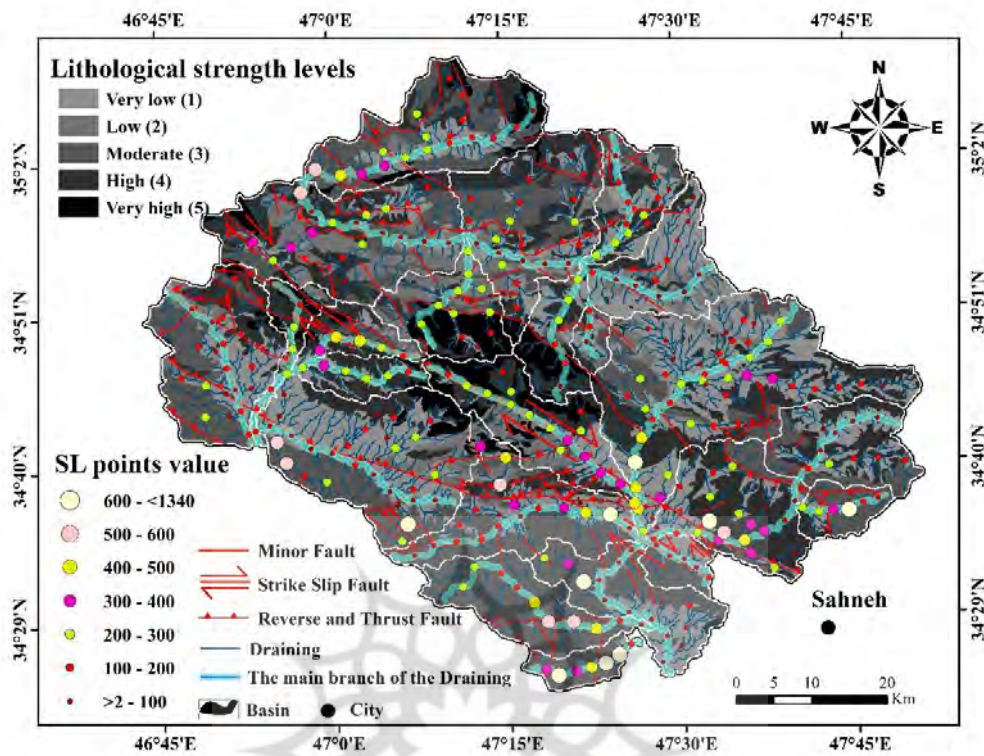 46°45'E 47°0'E 47°15'E 47°30'E 47°45'E
Lithological strength levels
Very low (1)
Low (2)
Moderate (3)
High (4)
Very high (5)
N
W E
S
35°2'N
34°51'N
34°40'N
34°29'N
35°2'N
34°51'N
34°40'N
34°29'N
SL points value
600 - <1340
500 - 600
400 - 500
300 - 400
200 - 300
100 - 200
>2 - 100
Minor Fault
Strike Slip Fault
Reverse and Thrust Fault
Draining
The main branch of the Draining
Basin City
Sahneh
0 5 10 20
Km
46°45'E 47°0'E 47°15'E 47°30'E 47°45'E